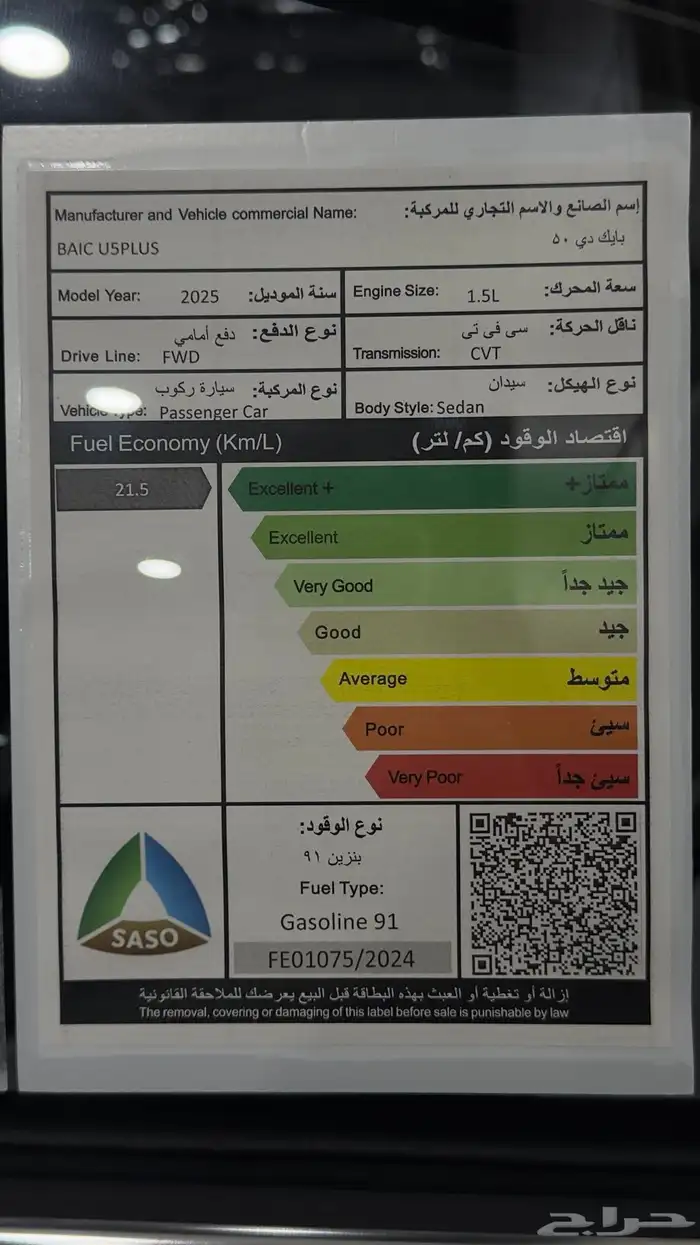 Manufacturer and Vehicle commercial Name: إسم الصانع والاسم التجاري للمركبة:
BAIC U5PLUS بايك دي ٥٠
Model Year: 2025 سنة الموديل:
Engine Size: 1.5L سعة المحرك:
نوع الدفع: دفع أمامي
Drive Line: FWD
ناقل الحركة: سي في تي
Transmission: CVT
نوع المركبة: سيارة ركوب
Passenger Car
نوع الهيكل: سيدان
Body Style: Sedan
Fuel Economy (Km/L) اقتصاد الوقود (كم/ لتر)
21.5
Excellent + ممتاز+
Excellent ممتاز
Very Good جيد جداً
Good جيد
Average متوسط
Poor سيئ
Very Poor سيئ جداً
SASO
نوع الوقود:
بنزين ٩١
Fuel Type:
Gasoline 91
FE01075/2024
إزالة أو تغطية أو العبث بهذه البطاقة قبل البيع يعرضك للملاحقة القانونية
The removal, covering or damaging of this label before sale is punishable by law
حراج